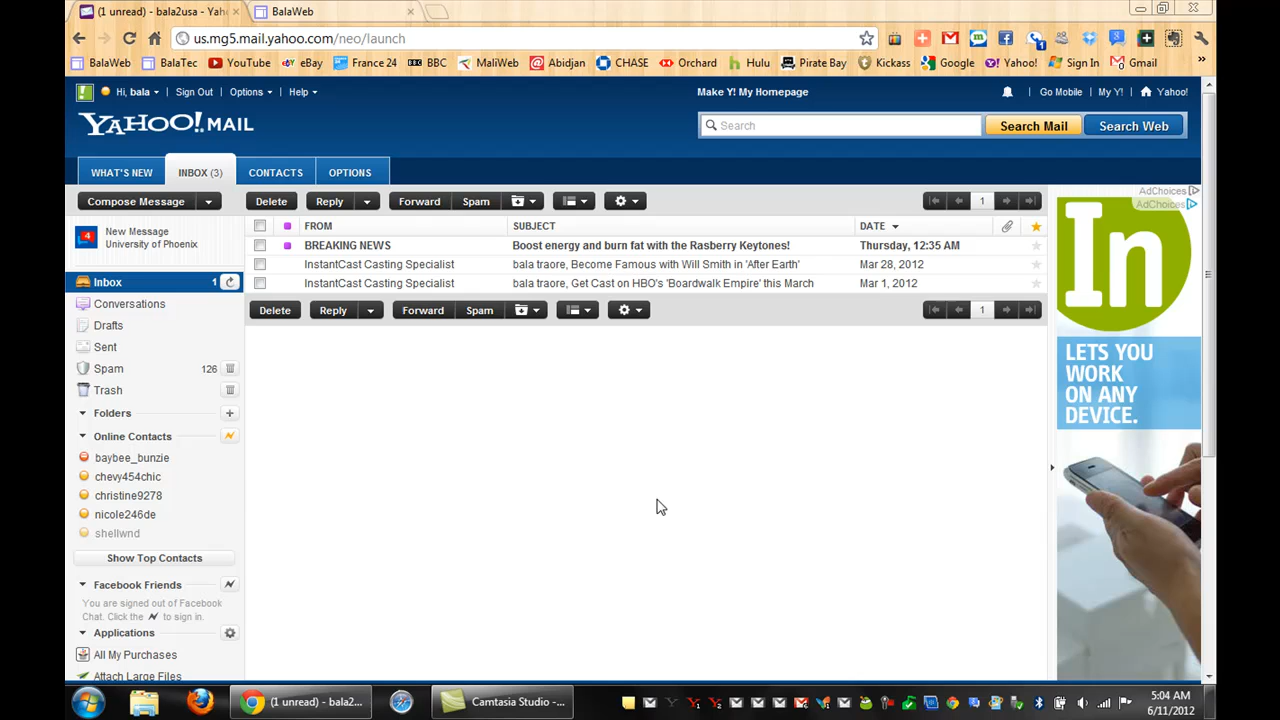 (1 unread) - bala2usa - Yah
BalaWeb
us.mg5.mail.yahoo.com/neo/launch
BalaWeb
BalaTec
YouTube
eBay
France 24
BBC
MaliWeb
Abidjan
CHASE
Orchard
Hulu
Pirate Bay
Kickass
Google
Yahoo!
Sign In
Gmail
Hi, bala
Sign Out
Options
Help
Make Y! My Homepage
Go Mobile
My Y!
Yahoo!
YAHOO! MAIL
Search
Search Mail
Search Web
WHAT'S NEW
INBOX (3)
CONTACTS
OPTIONS
Compose Message
Delete
Reply
Forward
Spam
1
AdChoices
AdChoices
New Message
University of Phoenix
4
FROM
SUBJECT
DATE
BREAKING NEWS
Boost energy and burn fat with the Rasberry Keytones!
Thursday, 12:35 AM
InstantCast Casting Specialist
bala traore, Become Famous with Will Smith in 'After Earth'
Mar 28, 2012
InstantCast Casting Specialist
bala traore, Get Cast on HBO's 'Boardwalk Empire' this March
Mar 1, 2012
Delete
Reply
Forward
Spam
1
Inbox
1
Conversations
Drafts
Sent
Spam
126
Trash
Folders
Online Contacts
baybee_bunzie
chevy454chic
christine9278
nicole246de
shellwnd
Show Top Contacts
Facebook Friends
You are signed out of Facebook
Chat. Click the to sign in.
Applications
All My Purchases
Attach Large Files
In
LETS YOU
WORK
ON ANY
DEVICE.
(1 unread) - bala2...
Camtasia Studio -...
5:04 AM
6/11/2012